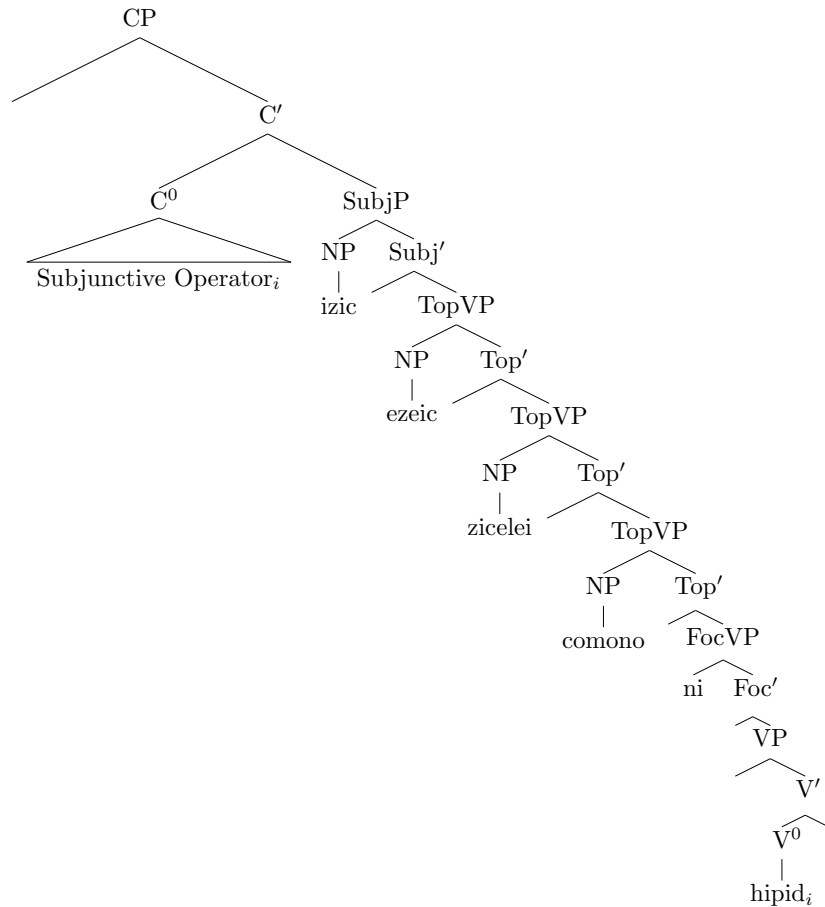 CP
C′
C⁰ SubjP
Subjunctive Operatorᵢ
NP Subj′
izic TopVP
NP Top′
ezeic TopVP
NP Top′
zicelei TopVP
NP Top′
comono FocVP
ni Foc′
VP
V′
V⁰
hipidᵢ